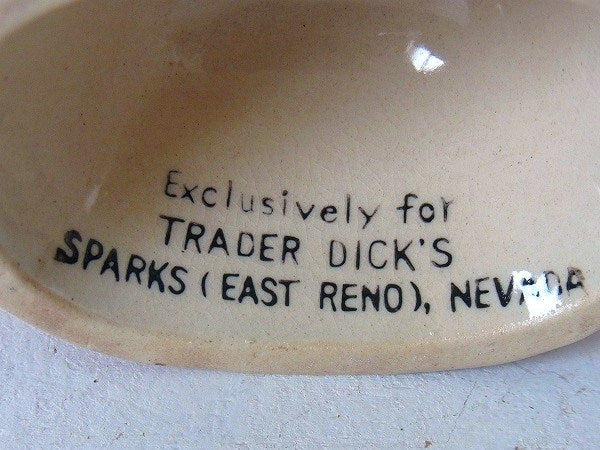 Exclusively for
TRADER DICK'S
SPARKS (EAST RENO), NEVADA